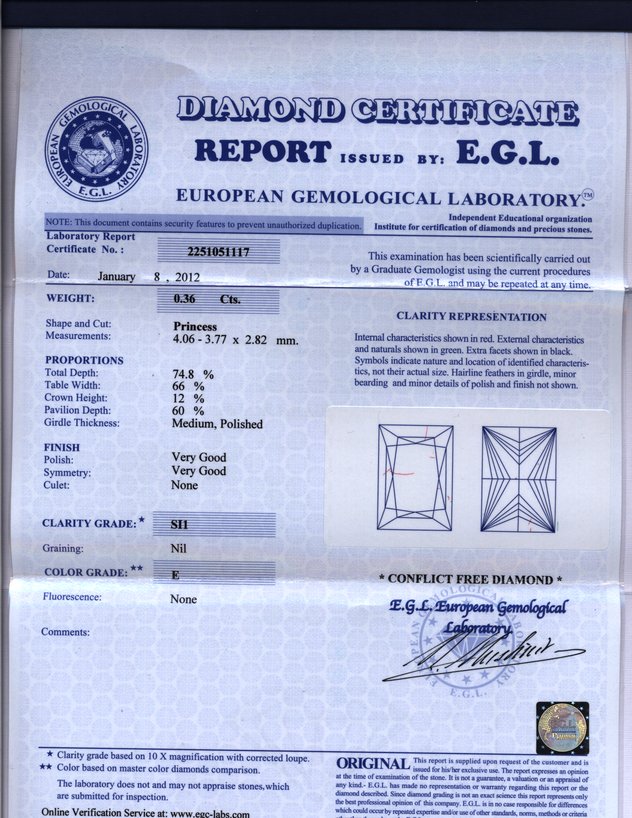 EUROPEAN GEMOLOGICAL LABORATORY
E.G.L.
DIAMOND CERTIFICATE
REPORT ISSUED BY: E.G.L.
EUROPEAN GEMOLOGICAL LABORATORY.™
NOTE: This document contains security features to prevent unauthorized duplication.
Independent Educational organization
Institute for certification of diamonds and precious stones.
Laboratory Report
Certificate No. : 2251051117
Date: January 8 , 2012
This examination has been scientifically carried out
by a Graduate Gemologist using the current procedures
of E.G.L. and may be repeated at any time.
WEIGHT: 0.36 Cts.
Shape and Cut: Princess
Measurements: 4.06 - 3.77 x 2.82 mm.
PROPORTIONS
Total Depth: 74.8 %
Table Width: 66 %
Crown Height: 12 %
Pavilion Depth: 60 %
Girdle Thickness: Medium, Polished
FINISH
Polish: Very Good
Symmetry: Very Good
Culet: None
CLARITY GRADE:* SI1
Graining: Nil
COLOR GRADE:** E
Fluorescence: None
Comments:
CLARITY REPRESENTATION
Internal characteristics shown in red. External characteristics
and naturals shown in green. Extra facets shown in black.
Symbols indicate nature and location of identified characteris-
tics, not their actual size. Hairline feathers in girdle, minor
bearding and minor details of polish and finish not shown.
* CONFLICT FREE DIAMOND *
E.G.L. European Gemological
Laboratory
E.G.L.
★ Clarity grade based on 10 X magnification with corrected loupe.
★★ Color based on master color diamonds comparison.
The laboratory does not and may not appraise stones,which
are submitted for inspection.
Online Verification Service at: www.egc-labs.com
ORIGINAL This report is supplied upon request of the customer and is
issued for his/her exclusive use. The report expresses an opinion
at the time of examination of the stone. It is not a guarantee, a valuation or an appraisal of
any kind.- E.G.L. has made no representation or warranty regarding this report or the
diamond described. Since diamond grading is not an exact science this report represents only
the best professional opinion of this company. E.G.L. is in no case responsible for differences
which could occur by repeated expertise and/or use of other standards, norms, methods or criteria